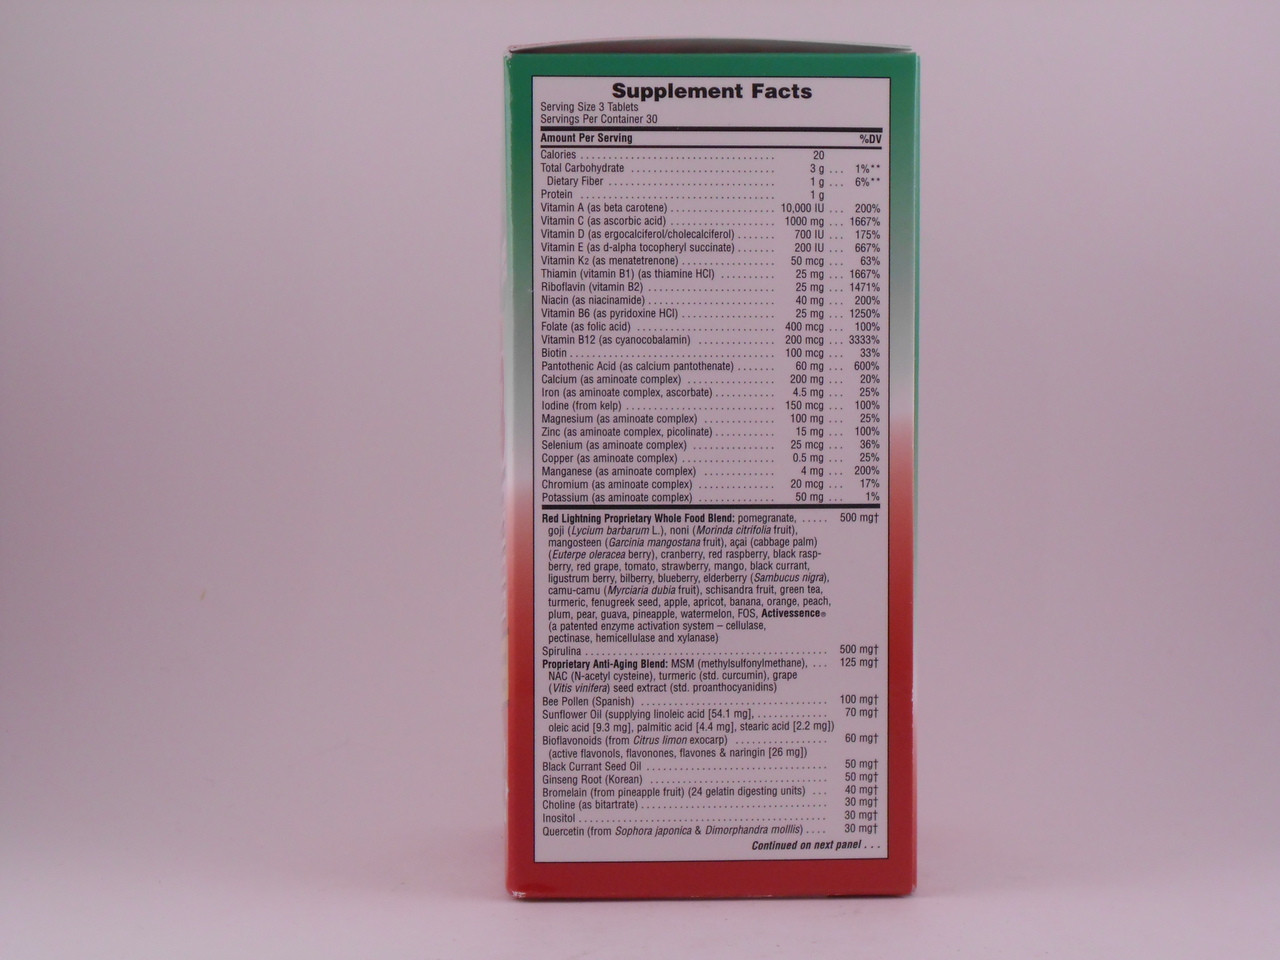 Supplement Facts
Serving Size 3 Tablets
Servings Per Container 30
Amount Per Serving %DV
Calories ................................. 20
Total Carbohydrate ........................ 3 g ... 1%**
Dietary Fiber ............................ 1 g ... 6%**
Protein ................................. 1 g
Vitamin A (as beta carotene) .................. 10,000 IU ... 200%
Vitamin C (as ascorbic acid) .................. 1000 mg ... 1667%
Vitamin D (as ergocalciferol/cholecalciferol) ....... 700 IU ... 175%
Vitamin E (as d-alpha tocopheryl succinate) ....... 200 IU ... 667%
Vitamin K2 (as menatetrenone) ................ 50 mcg ... 63%
Thiamin (vitamin B1) (as thiamine HCl) ......... 25 mg ... 1667%
Riboflavin (vitamin B2) ...................... 25 mg ... 1471%
Niacin (as niacinamide) ..................... 40 mg ... 200%
Vitamin B6 (as pyridoxine HCl) ................ 25 mg ... 1250%
Folate (as folic acid) ....................... 400 mcg ... 100%
Vitamin B12 (as cyanocobalamin) ............. 200 mcg ... 3333%
Biotin ................................... 100 mcg ... 33%
Pantothenic Acid (as calcium pantothenate) ....... 60 mg ... 600%
Calcium (as aminoate complex) ............... 200 mg ... 20%
Iron (as aminoate complex, ascorbate) .......... 4.5 mg ... 25%
Iodine (from kelp) ......................... 150 mcg ... 100%
Magnesium (as aminoate complex) ............ 100 mg ... 25%
Zinc (as aminoate complex, picolinate) .......... 15 mg ... 100%
Selenium (as aminoate complex) .............. 25 mcg ... 36%
Copper (as aminoate complex) ................ 0.5 mg ... 25%
Manganese (as aminoate complex) ............ 4 mg ... 200%
Chromium (as aminoate complex) ............. 20 mcg ... 17%
Potassium (as aminoate complex) ............. 50 mg ... 1%
Red Lightning Proprietary Whole Food Blend: pomegranate, ..... 500 mg†
goji (Lycium barbarum L.), noni (Morinda citrifolia fruit),
mangosteen (Garcinia mangostana fruit), açai (cabbage palm)
(Euterpe oleracea berry), cranberry, red raspberry, black rasp-
berry, red grape, tomato, strawberry, mango, black currant,
ligustrum berry, bilberry, blueberry, elderberry (Sambucus nigra),
camu-camu (Myrciaria dubia fruit), schisandra fruit, green tea,
turmeric, fenugreek seed, apple, apricot, banana, orange, peach,
plum, pear, guava, pineapple, watermelon, FOS, Activessence®
(a patented enzyme activation system – cellulase,
pectinase, hemicellulase and xylanase)
Spirulina ......................................... 500 mg†
Proprietary Anti-Aging Blend: MSM (methylsulfonylmethane), ... 125 mg†
NAC (N-acetyl cysteine), turmeric (std. curcumin), grape
(Vitis vinifera) seed extract (std. proanthocyanidins)
Bee Pollen (Spanish) ................................ 100 mg†
Sunflower Oil (supplying linoleic acid [54.1 mg], ............ 70 mg†
oleic [9.3 mg], palmitic acid [4.4 mg], stearic acid [2.2 mg])
Bioflavonoids (from Citrus limon exocarp) ................ 60 mg†
(active flavonols, flavonones, flavones & naringin [26 mg])
Black Currant Seed Oil ............................... 50 mg†
Ginseng Root (Korean) .............................. 50 mg†
Bromelain (from pineapple fruit) (24 gelatin digesting units) ... 40 mg†
Choline (as bitartrate) ................................ 30 mg†
Inositol .......................................... 30 mg†
Quercetin (from Sophora japonica & Dimorphandra molllis) .... 30 mg†
Continued on next panel . . .